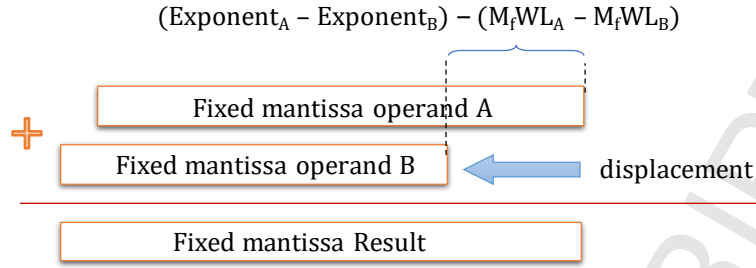 (Exponent_A – Exponent_B) – (M_fWL_A – M_fWL_B)
Fixed mantissa operand A
+
Fixed mantissa operand B
displacement
Fixed mantissa Result